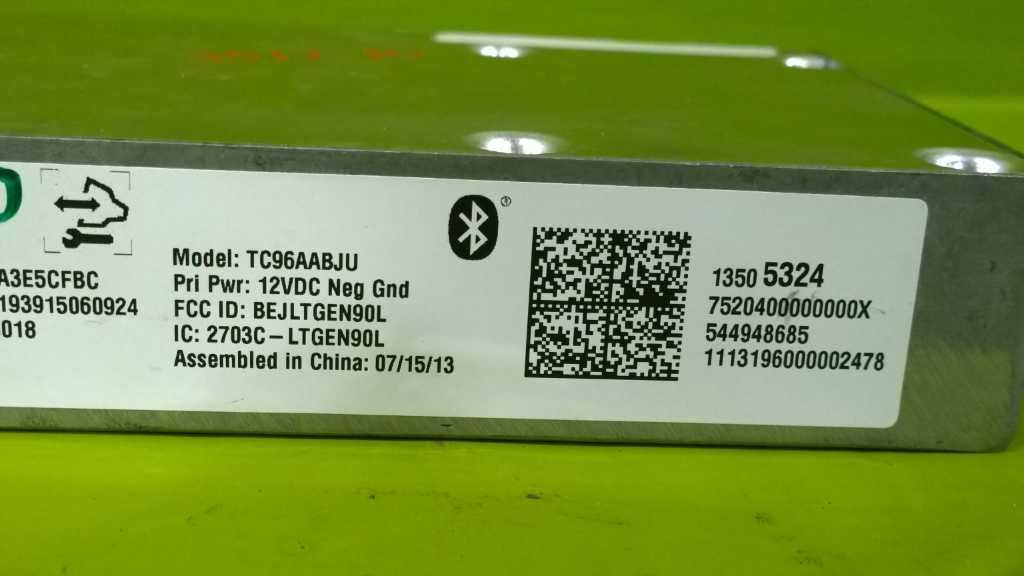 A3E5CFBC
193915060924
018
Model: TC96AABJU
Pri Pwr: 12VDC Neg Gnd
FCC ID: BEJLTGEN90L
IC: 2703C-LTGEN90L
Assembled in China: 07/15/13
®
1350 5324
7520400000000X
544948685
1113196000002478